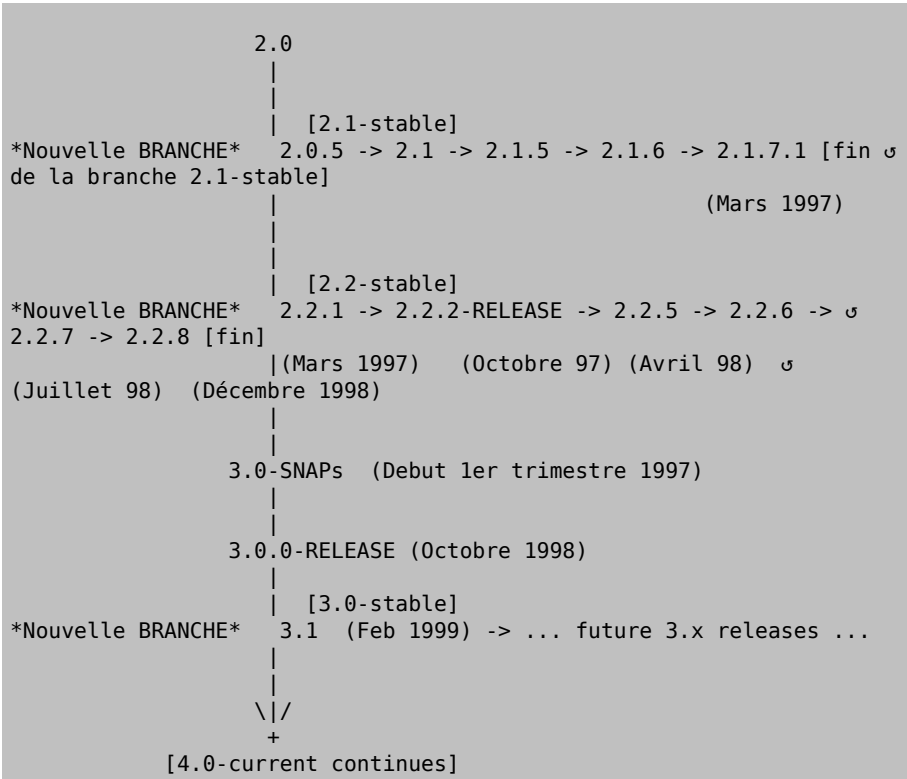 2.0
|
|
| [2.1-stable]
*Nouvelle BRANCHE* 2.0.5 -> 2.1 -> 2.1.5 -> 2.1.6 -> 2.1.7.1 [fin ↺
de la branche 2.1-stable]
| (Mars 1997)
|
|
| [2.2-stable]
*Nouvelle BRANCHE* 2.2.1 -> 2.2.2-RELEASE -> 2.2.5 -> 2.2.6 -> ↺
2.2.7 -> 2.2.8 [fin]
|(Mars 1997) (Octobre 97) (Avril 98) ↺
(Juillet 98) (Décembre 1998)
|
|
3.0-SNAPs (Debut 1er trimestre 1997)
|
|
3.0.0-RELEASE (Octobre 1998)
|
| [3.0-stable]
*Nouvelle BRANCHE* 3.1 (Feb 1999) -> ... future 3.x releases ...
|
|
\|/
+
[4.0-current continues]